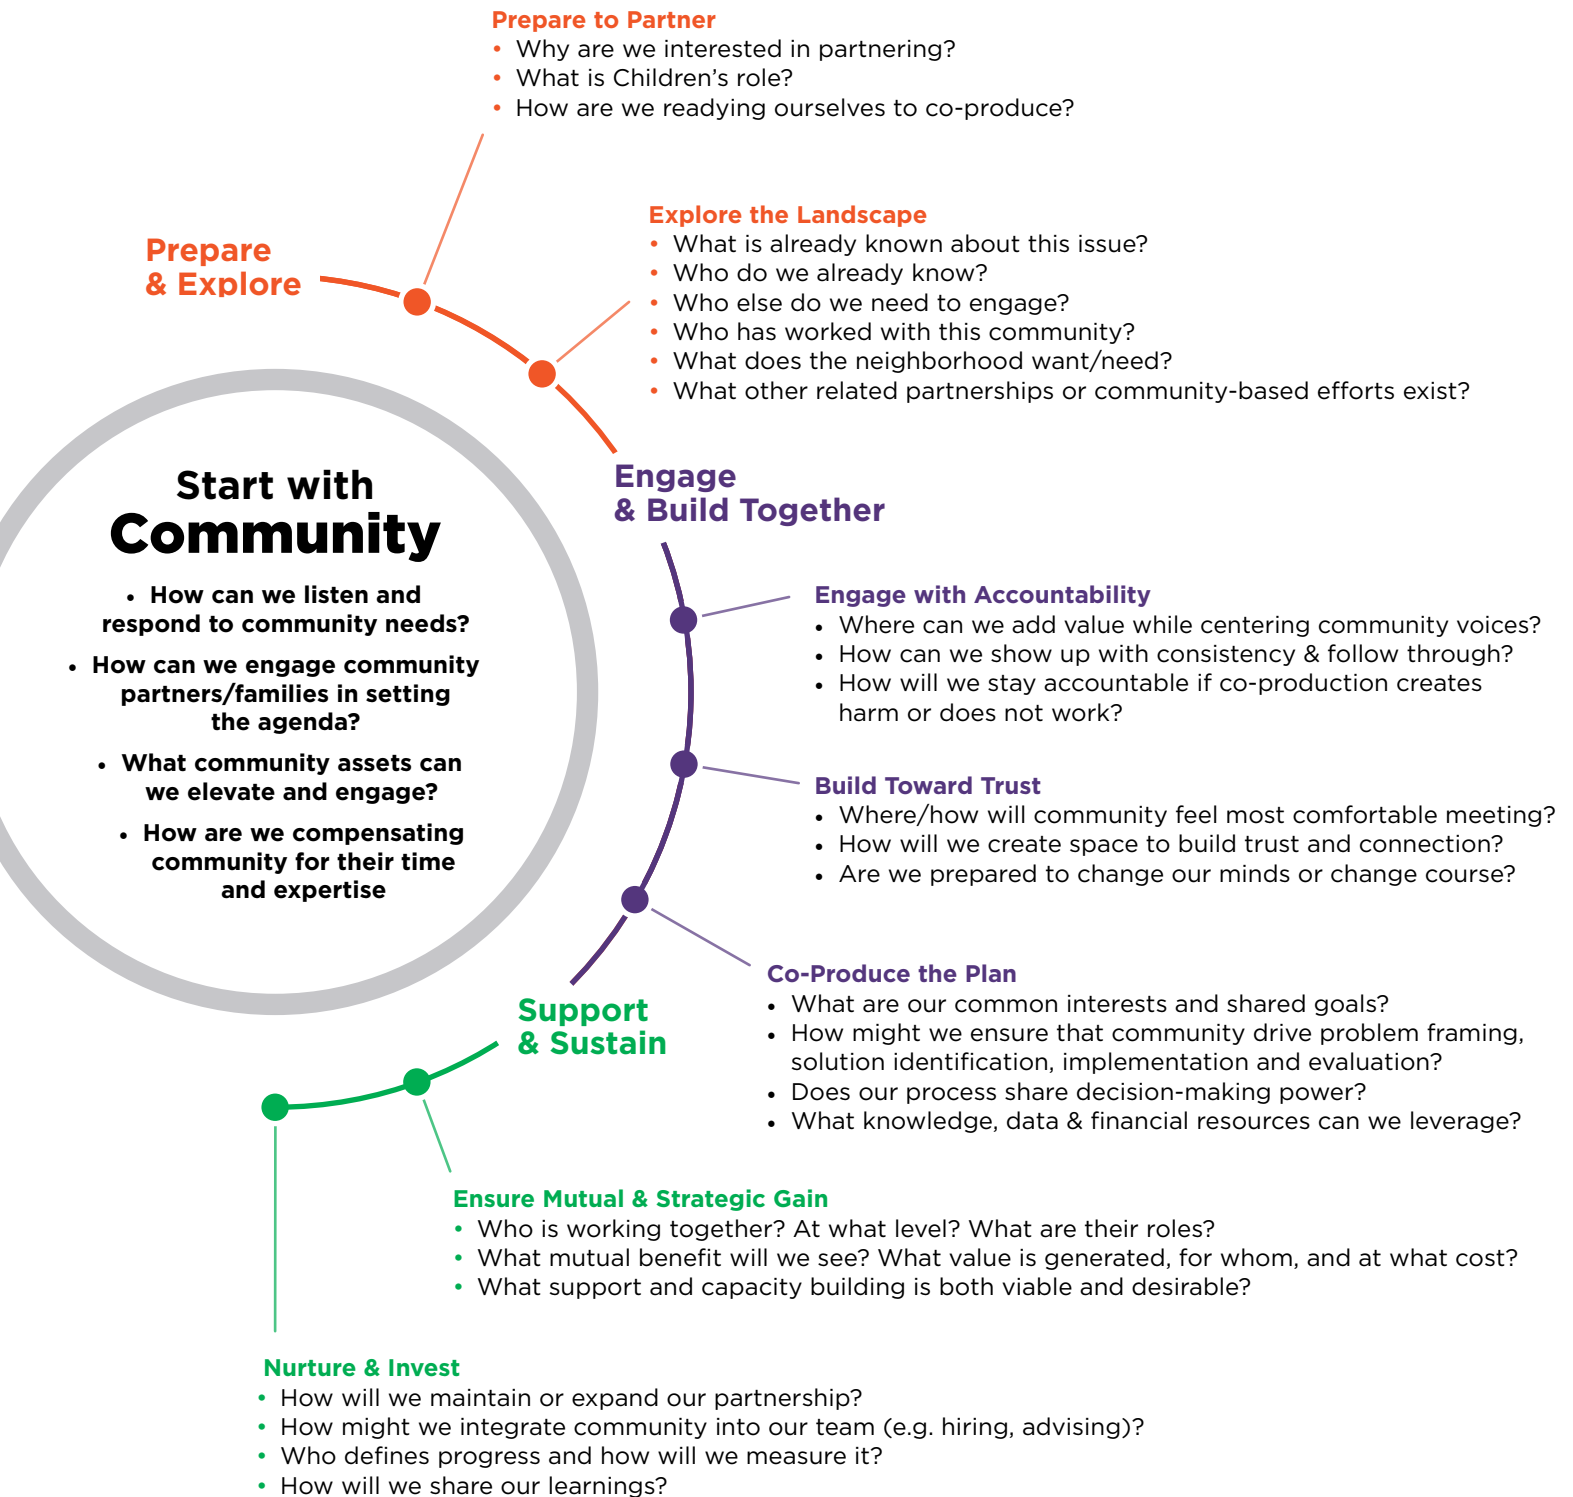 Prepare to Partner
• Why are we interested in partnering?
• What is Children’s role?
• How are we readying ourselves to co-produce?
Prepare
& Explore
Explore the Landscape
• What is already known about this issue?
• Who do we already know?
• Who else do we need to engage?
• Who has worked with this community?
• What does the neighborhood want/need?
• What other related partnerships or community-based efforts exist?
Start with
Community
• How can we listen and
respond to community needs?
• How can we engage community
partners/families in setting
the agenda?
• What community assets can
we elevate and engage?
• How are we compensating
community for their time
and expertise
Engage
& Build Together
Engage with Accountability
• Where can we add value while centering community voices?
• How can we show up with consistency & follow through?
• How will we stay accountable if co-production creates
harm or does not work?
Build Toward Trust
• Where/how will community feel most comfortable meeting?
• How will we create space to build trust and connection?
• Are we prepared to change our minds or change course?
Co-Produce the Plan
• What are our common interests and shared goals?
• How might we ensure that community drive problem framing,
solution identification, implementation and evaluation?
• Does our process share decision-making power?
• What knowledge, data & financial resources can we leverage?
Support
& Sustain
Ensure Mutual & Strategic Gain
• Who is working together? At what level? What are their roles?
• What mutual benefit will we see? What value is generated, for whom, and at what cost?
• What support and capacity building is both viable and desirable?
Nurture & Invest
• How will we maintain or expand our partnership?
• How might we integrate community into our team (e.g. hiring, advising)?
• Who defines progress and how will we measure it?
• How will we share our learnings?